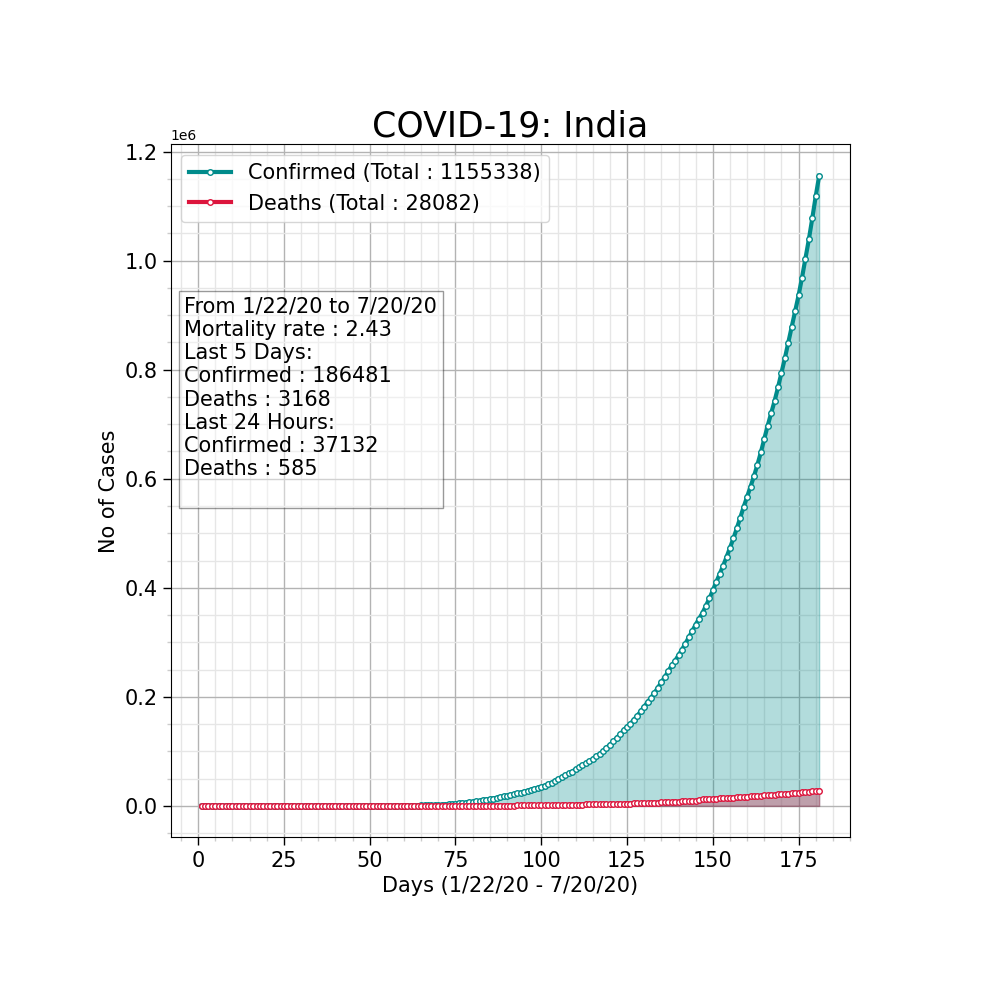 COVID-19: India
1e6
Confirmed (Total : 1155338)
Deaths (Total : 28082)
From 1/22/20 to 7/20/20
Mortality rate : 2.43
Last 5 Days:
Confirmed : 186481
Deaths : 3168
Last 24 Hours:
Confirmed : 37132
Deaths : 585
No of Cases
1.2
1.0
0.8
0.6
0.4
0.2
0.0
0 25 50 75 100 125 150 175
Days (1/22/20 - 7/20/20)